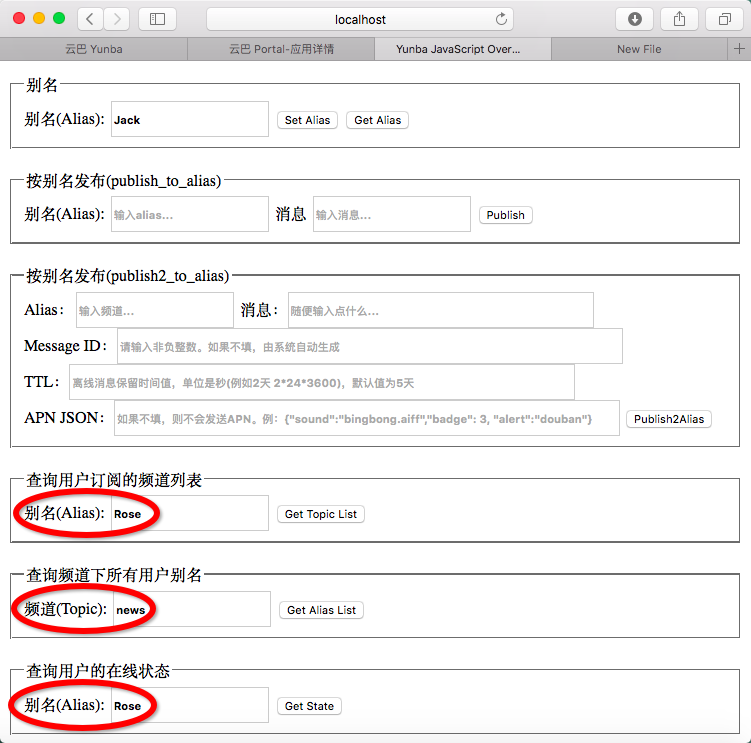 localhost
云巴 Yunba
云巴 Portal-应用详情
Yunba JavaScript Over...
New File
别名
别名(Alias): Jack Set Alias Get Alias
按别名发布(publish_to_alias)
别名(Alias): 输入alias... 消息 输入消息... Publish
按别名发布(publish2_to_alias)
Alias： 输入频道... 消息： 随便输入点什么...
Message ID： 请输入非负整数。如果不填，由系统自动生成
TTL： 离线消息保留时间值，单位是秒(例如2天 2*24*3600)，默认值为5天
APN JSON： 如果不填，则不会发送APN。例：{"sound":"bingbong.aiff","badge": 3, "alert":"douban"} Publish2Alias
查询用户订阅的频道列表
别名(Alias): Rose Get Topic List
查询频道下所有用户别名
频道(Topic): news Get Alias List
查询用户的在线状态
别名(Alias): Rose Get State